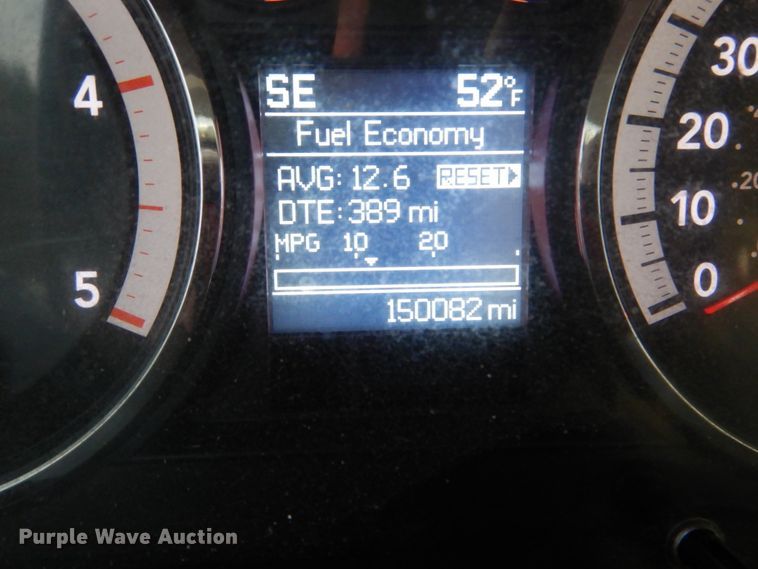 SE 52°F
Fuel Economy
AVG: 12.6 RESET
DTE: 389 mi
MPG 10 20
150082 mi
4
5
30
20
10
0
20
Purple Wave Auction